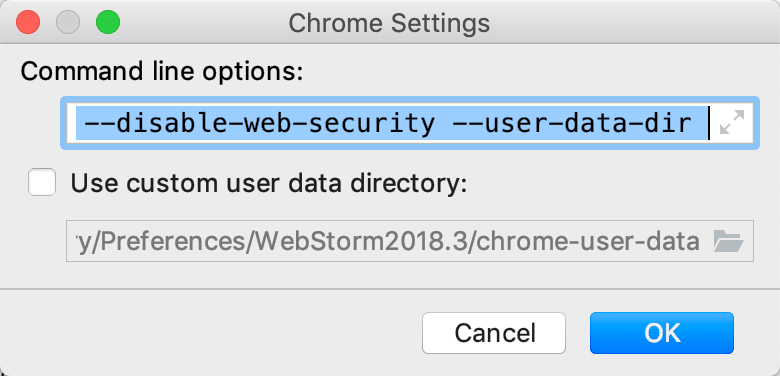 Chrome Settings
Command line options:
--disable-web-security --user-data-dir
Use custom user data directory:
y/Preferences/WebStorm2018.3/chrome-user-data
Cancel
OK